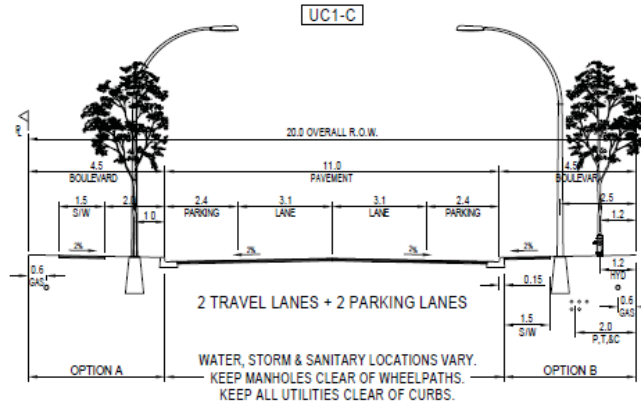 UC1-C
20.0 OVERALL R.O.W.
4.5
BOULEVARD
11.0
PAVEMENT
4.5
1.5
S/W
1.0
2.4
PARKING
3.1
LANE
3.1
LANE
2.4
PARKING
2.5
1.2
2%
2%
2%
2%
0.6
GAS
2 TRAVEL LANES + 2 PARKING LANES
0.15
1.5
S/W
1.2
HYD
0.6
GAS
2.0
P,T,&C
OPTION A
WATER, STORM & SANITARY LOCATIONS VARY.
KEEP MANHOLES CLEAR OF WHEELPATHS.
KEEP ALL UTILITIES CLEAR OF CURBS.
OPTION B